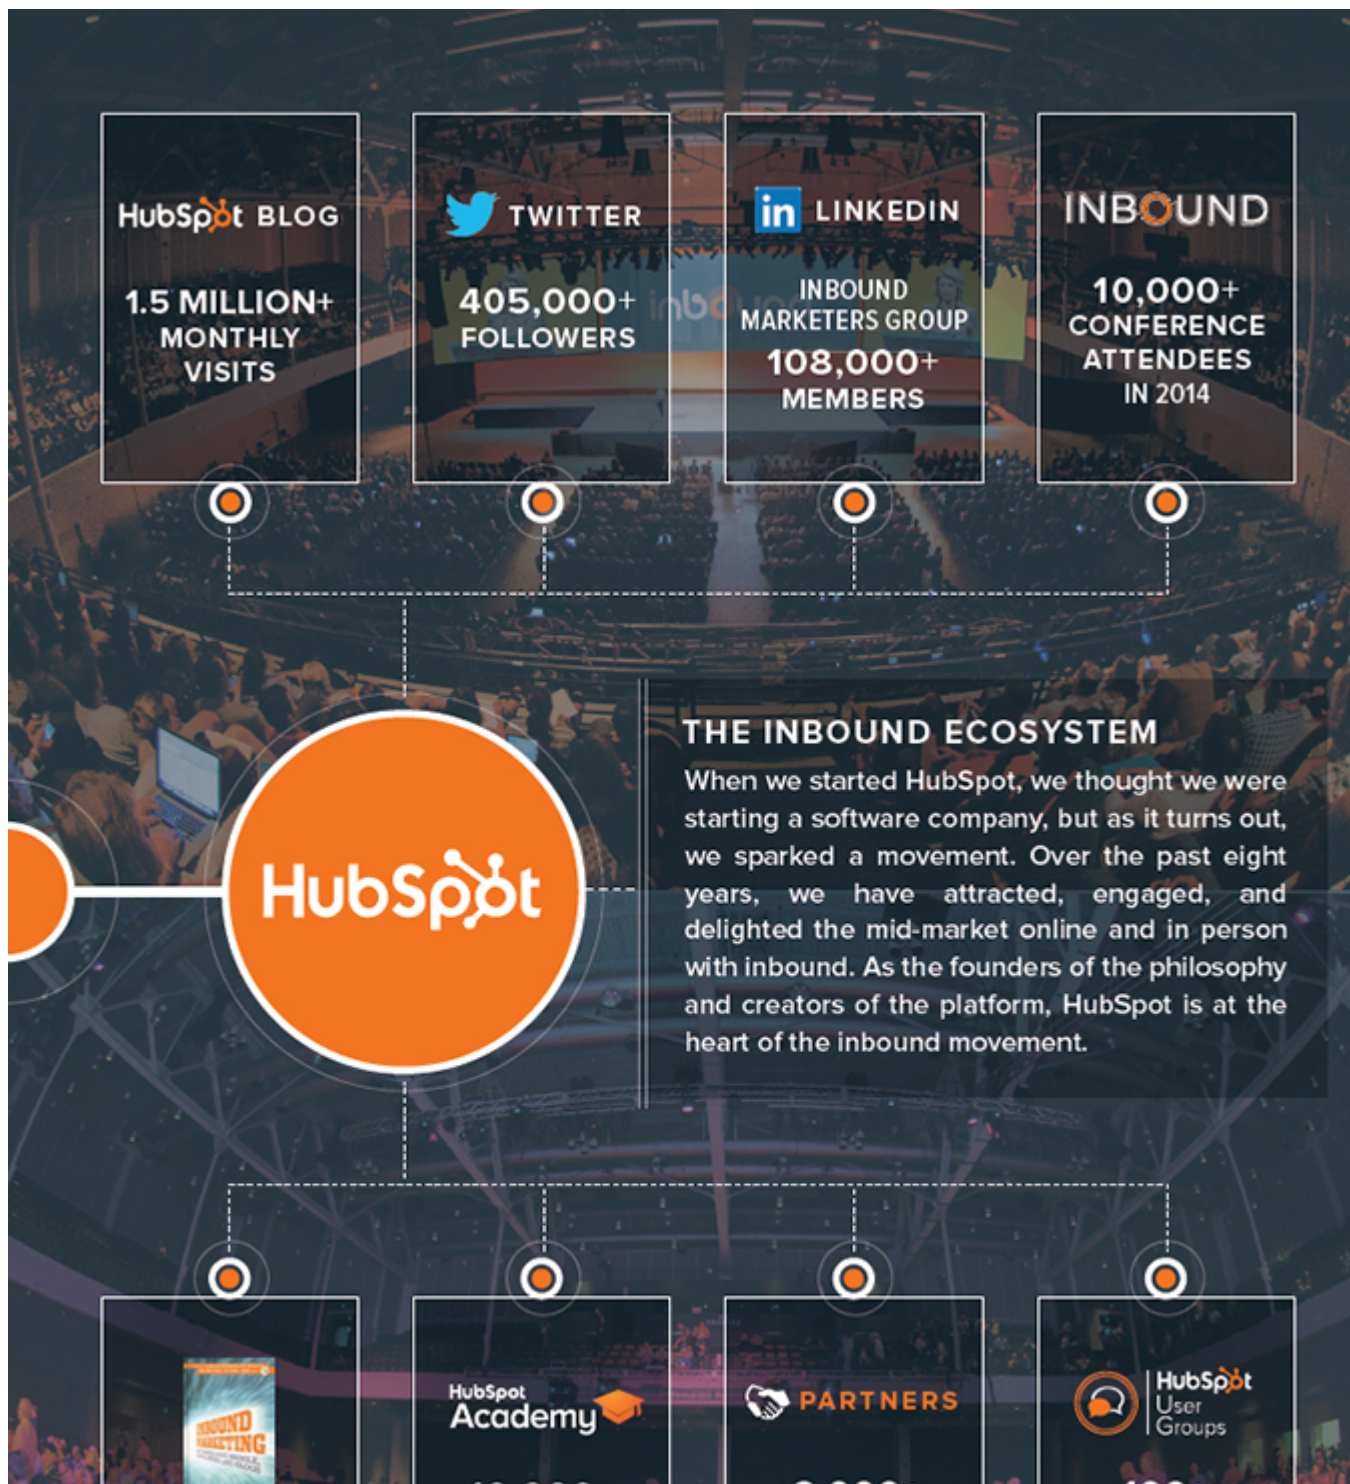 HubSpot BLOG
1.5 MILLION+
MONTHLY
VISITS
TWITTER
405,000+
FOLLOWERS
in LINKEDIN
INBOUND
MARKETERS GROUP
108,000+
MEMBERS
INBOUND
10,000+
CONFERENCE
ATTENDEES
IN 2014
inbound
HubSpot
THE INBOUND ECOSYSTEM
When we started HubSpot, we thought we were
starting a software company, but as it turns out,
we sparked a movement. Over the past eight
years, we have attracted, engaged, and
delighted the mid-market online and in person
with inbound. As the founders of the philosophy
and creators of the platform, HubSpot is at the
heart of the inbound movement.
INBOUND
MARKETING
HubSpot
Academy
PARTNERS
HubSpot
User
Groups